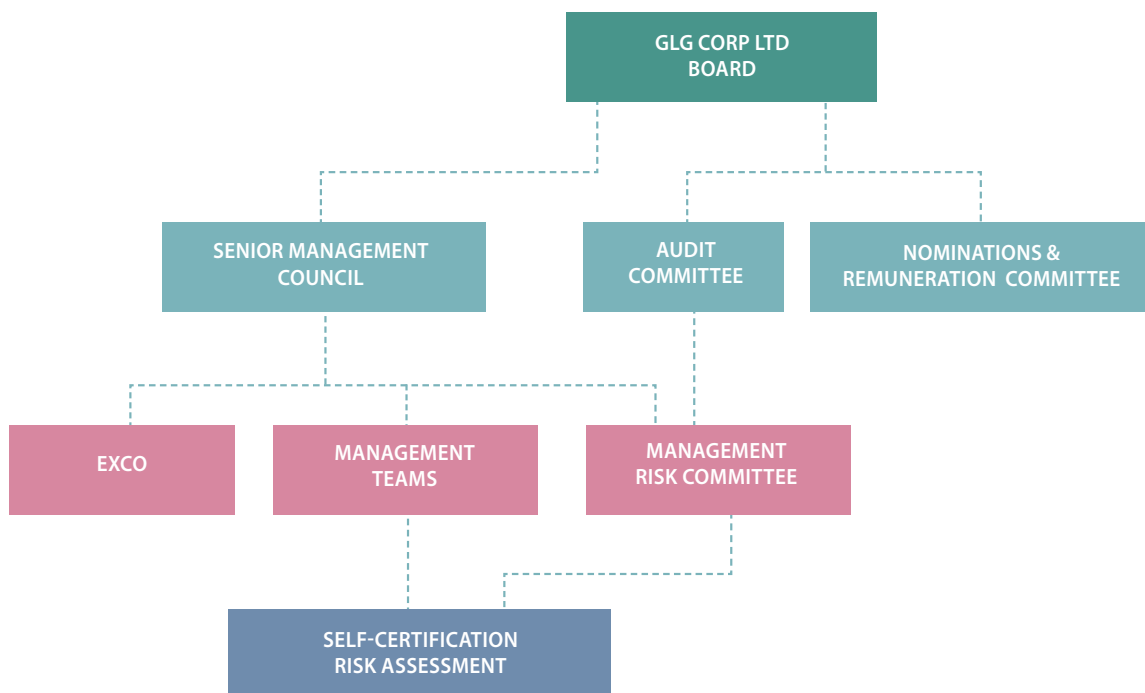 GLG CORP LTD
BOARD
SENIOR MANAGEMENT
COUNCIL
AUDIT
COMMITTEE
NOMINATIONS &
REMUNERATION COMMITTEE
EXCO
MANAGEMENT
TEAMS
MANAGEMENT
RISK COMMITTEE
SELF-CERTIFICATION
RISK ASSESSMENT